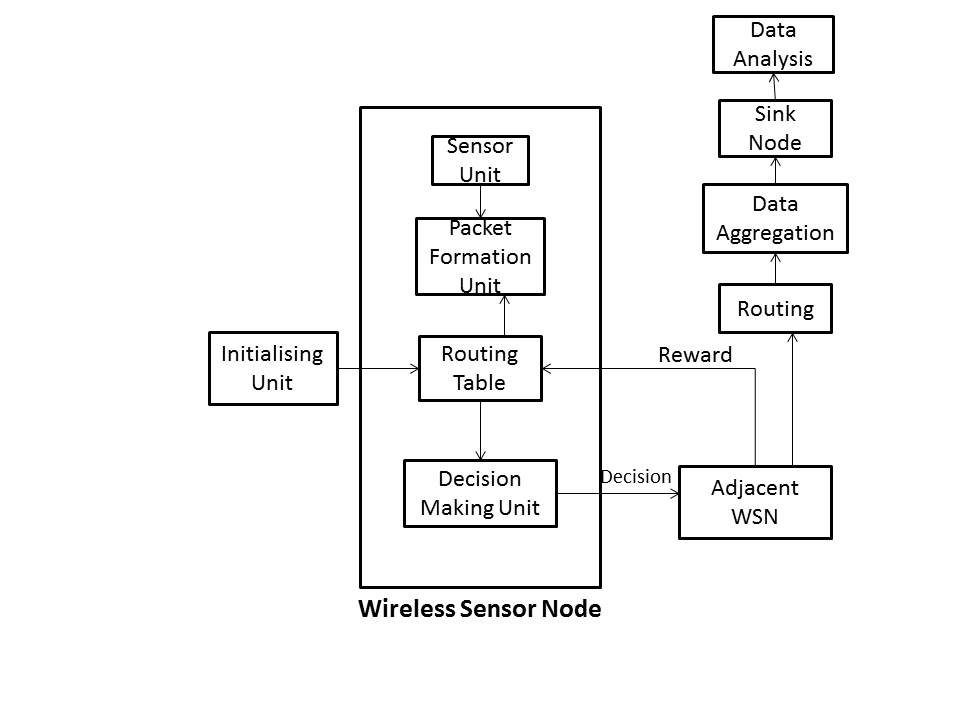 Data
Analysis
Sink
Node
Sensor
Unit
Data
Aggregation
Packet
Formation
Unit
Routing
Initialising
Unit
Routing
Table
Reward
Decision
Making Unit
Decision
Adjacent
WSN
Wireless Sensor Node